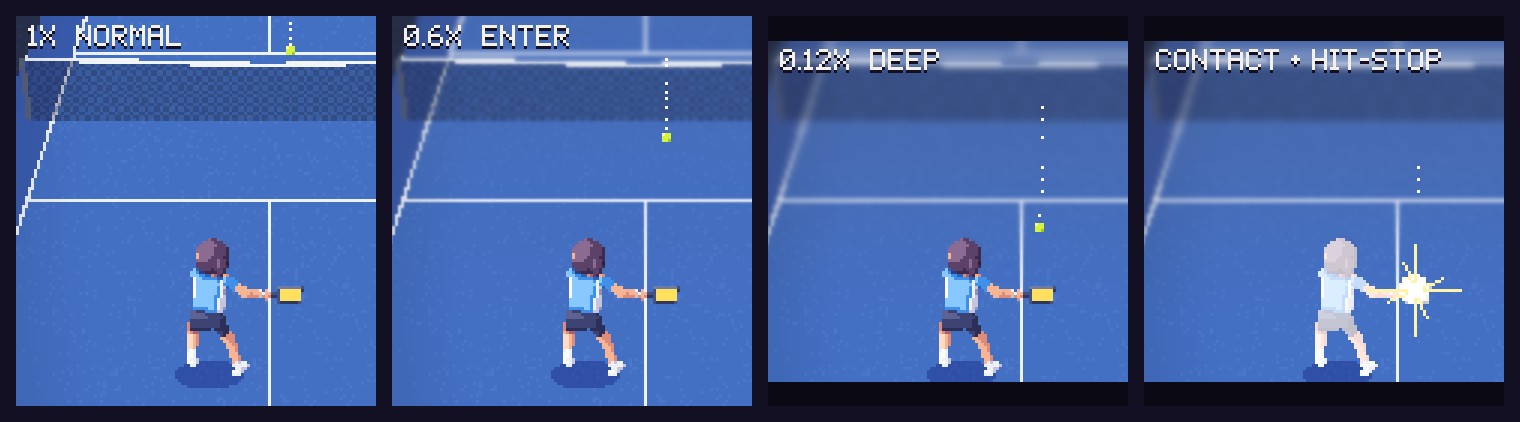 1X NORMAL
0.6X ENTER
0.12X DEEP
CONTACT + HIT-STOP